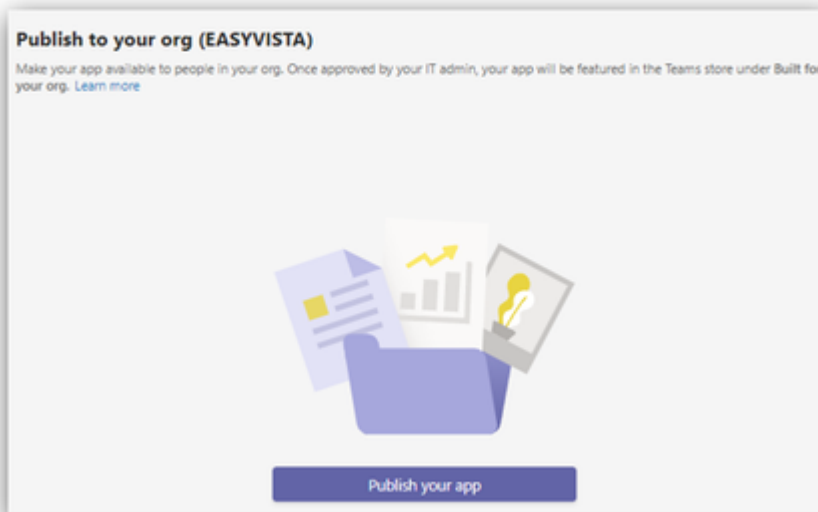 Publish to your org (EASYVISTA)
Make your app available to people in your org. Once approved by your IT admin, your app will be featured in the Teams store under Built for
your org. Learn more
Publish your app